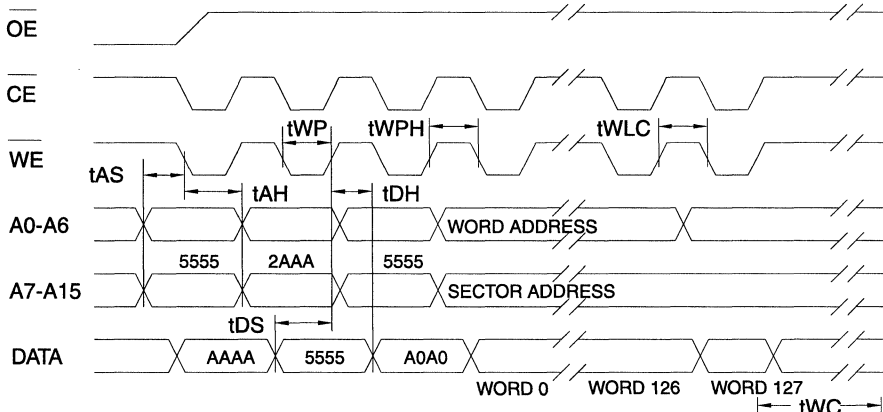 OE
CE
tWP tWPH tWLC
WE
tAS
tAH tDH
A0-A6 WORD ADDRESS
5555 2AAA 5555
A7-A15 SECTOR ADDRESS
tDS
DATA AAAA 5555 A0A0
WORD 0 WORD 126 WORD 127
tWC